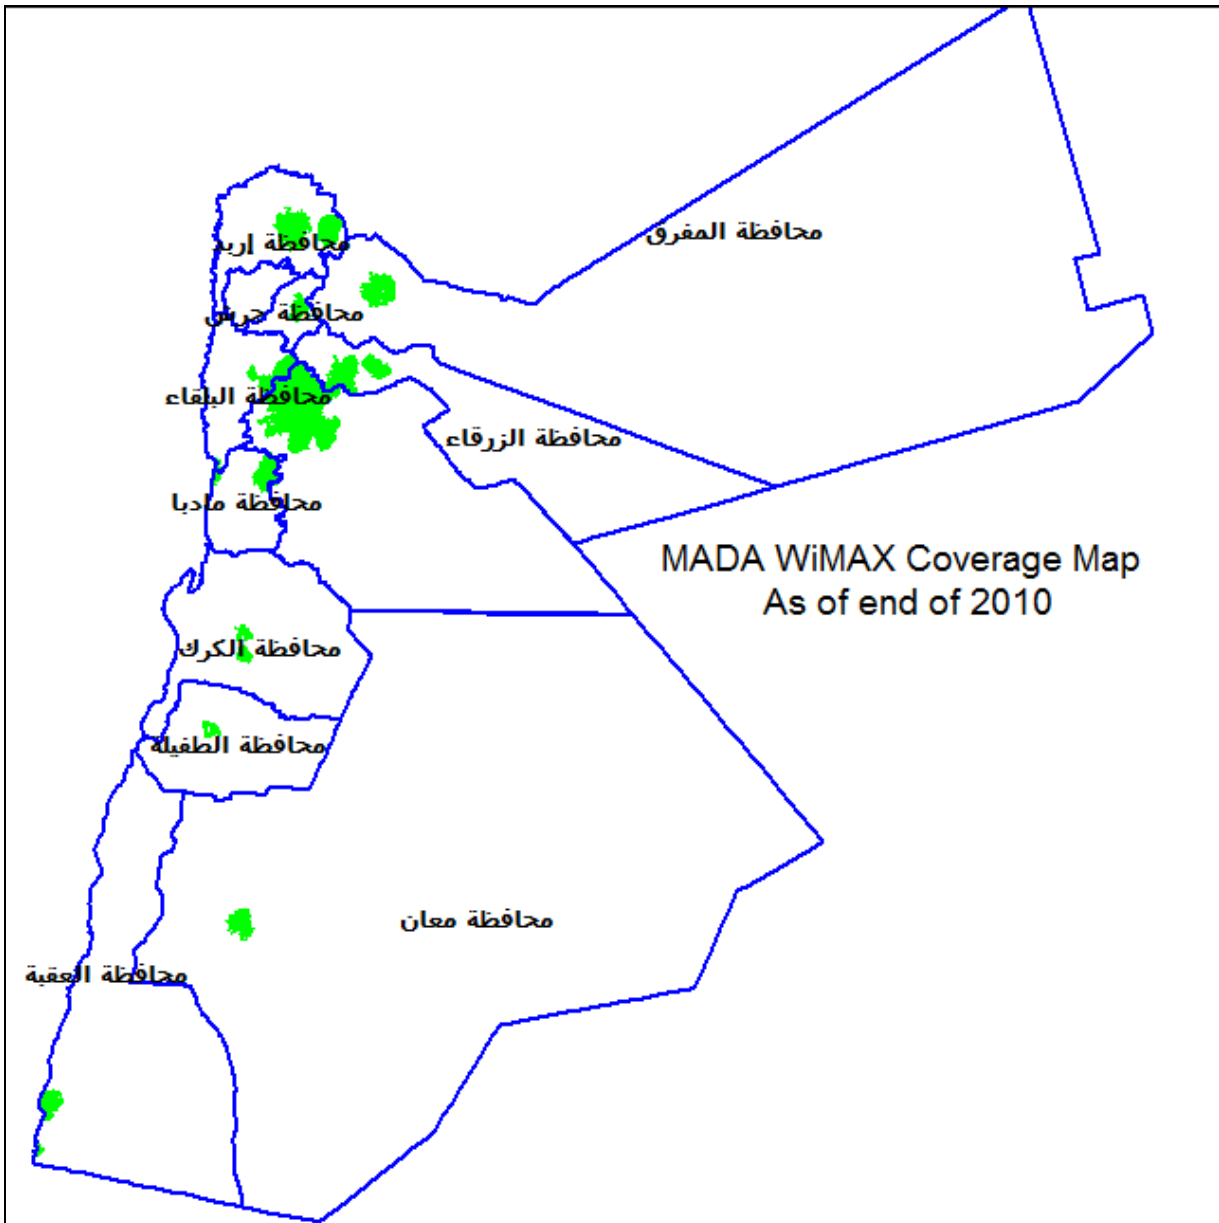 محافظة المفرق
محافظة إربد
محافظة جرش
محافظة البلقاء
محافظة الزرقاء
محافظة مادبا
MADA WiMAX Coverage Map
As of end of 2010
محافظة الكرك
محافظة الطفيلة
محافظة معان
محافظة العقبة